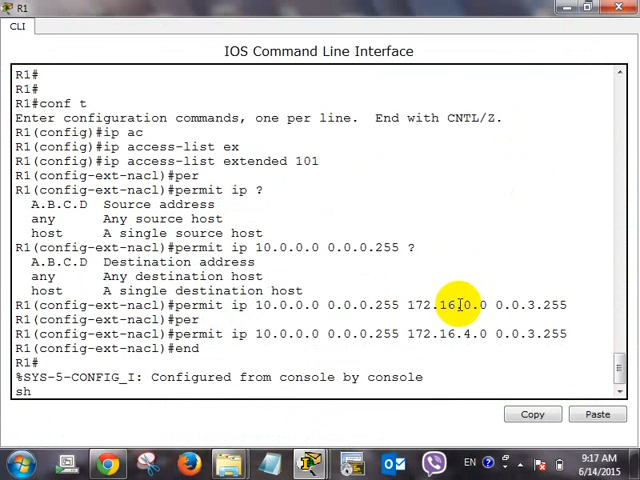 R1
CLI
IOS Command Line Interface
R1#
R1#
R1#conf t
Enter configuration commands, one per line.  End with CNTL/Z.
R1(config)#ip ac
R1(config)#ip access-list ex
R1(config)#ip access-list extended 101
R1(config-ext-nacl)#per
R1(config-ext-nacl)#permit ip ?
  A.B.C.D  Source address
  any      Any source host
  host     A single source host
R1(config-ext-nacl)#permit ip 10.0.0.0 0.0.0.255 ?
  A.B.C.D  Destination address
  any      Any destination host
  host     A single destination host
R1(config-ext-nacl)#permit ip 10.0.0.0 0.0.0.255 172.16.0.0 0.0.3.255
R1(config-ext-nacl)#per
R1(config-ext-nacl)#permit ip 10.0.0.0 0.0.0.255 172.16.4.0 0.0.3.255
R1(config-ext-nacl)#end
R1#
%SYS-5-CONFIG_I: Configured from console by console
sh
Copy
Paste
EN
9:17 AM
6/14/2015